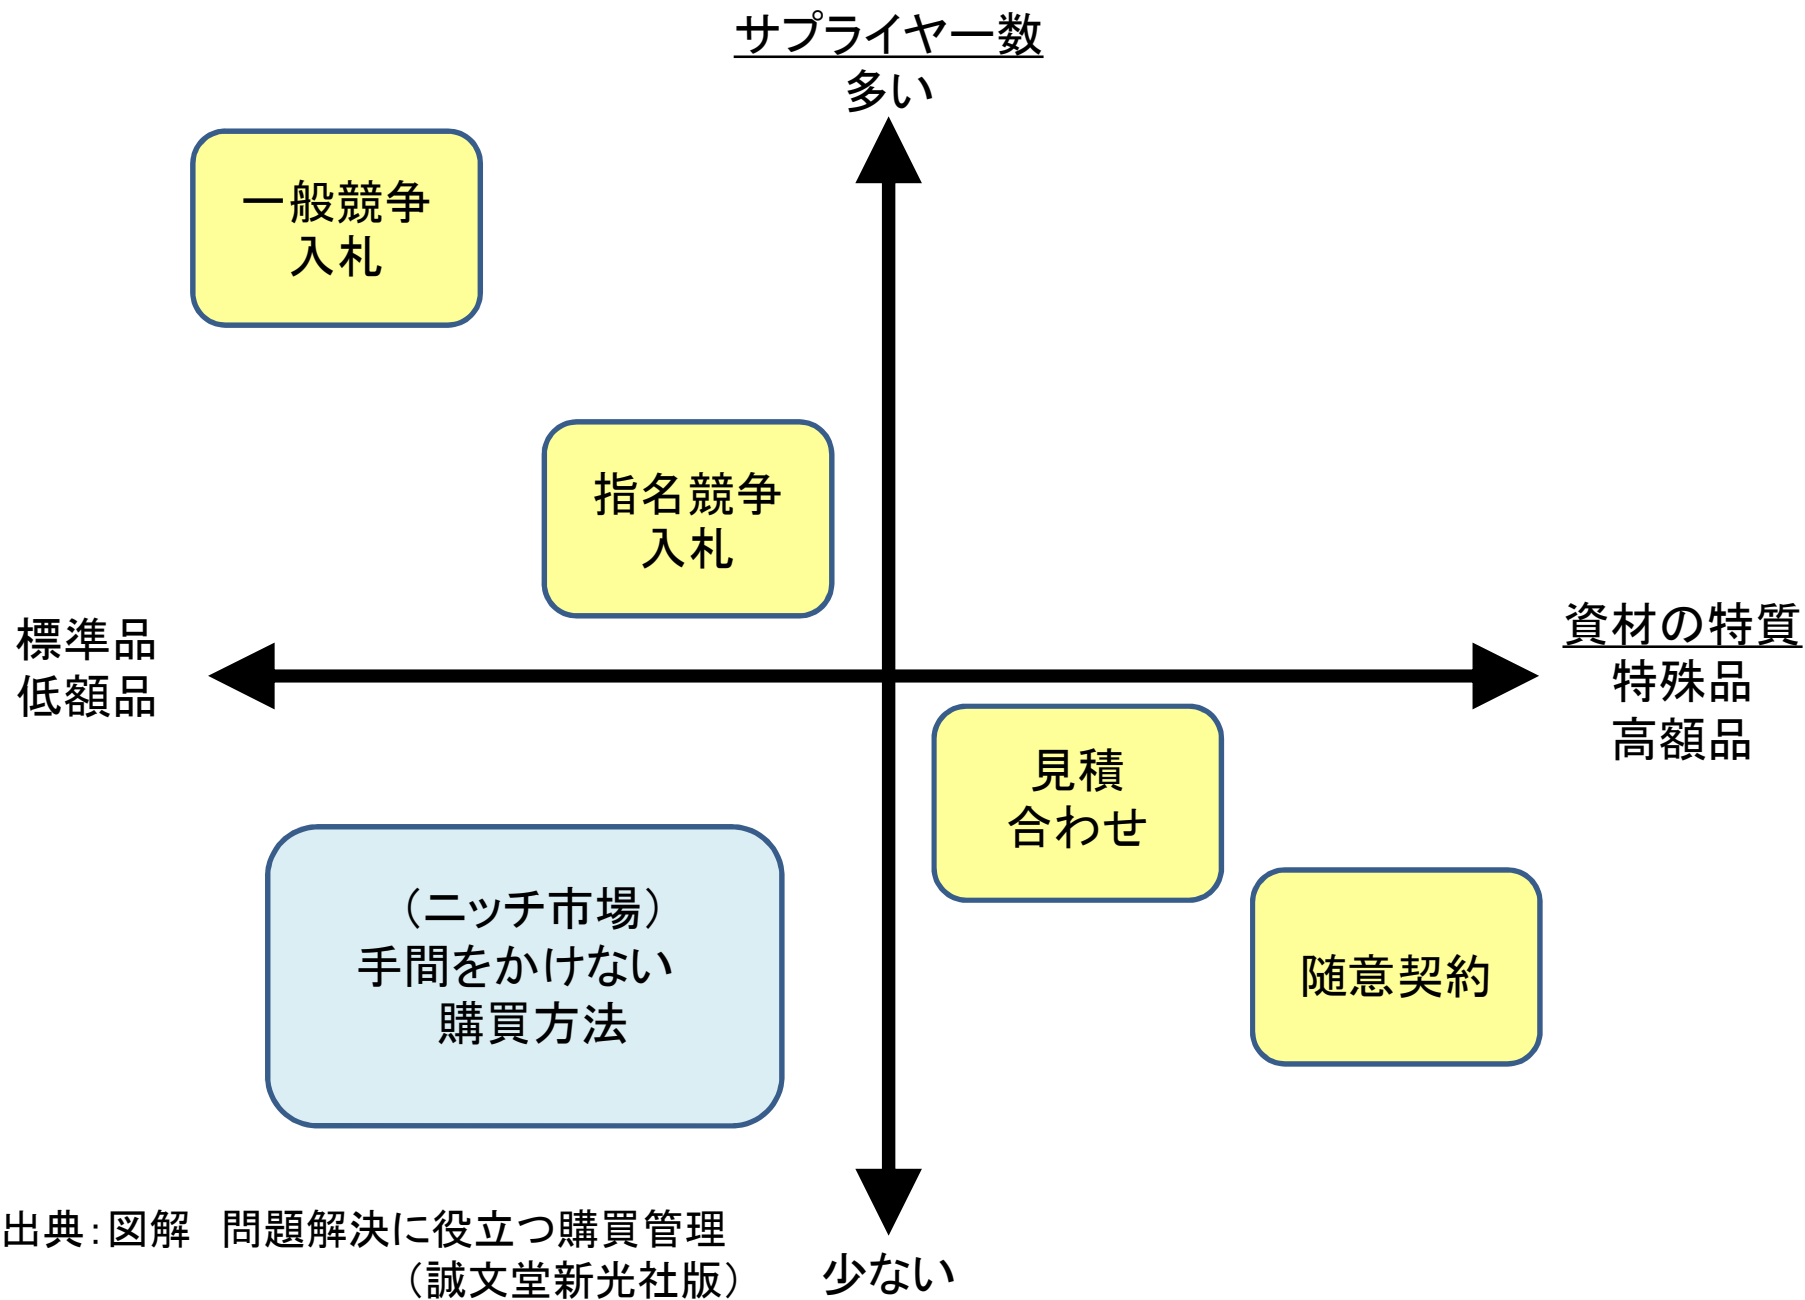 サプライヤー数
多い
一般競争
入札
指名競争
入札
標準品
低額品
資材の特質
特殊品
高額品
見積
合わせ
（ニッチ市場）
手間をかけない
購買方法
随意契約
出典：図解　問題解決に役立つ購買管理
（誠文堂新光社版）
少ない